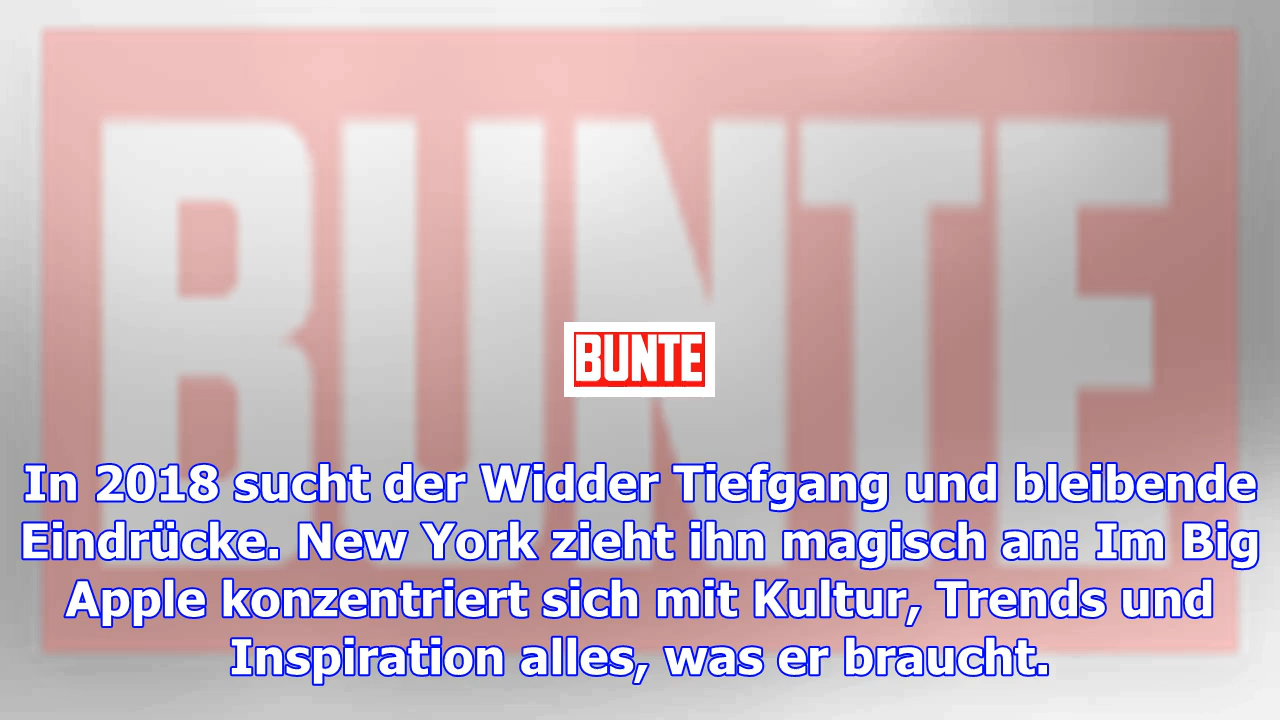 BUNTE
BUNTE
In 2018 sucht der Widder Tiefgang und bleibende
Eindrücke. New York zieht ihn magisch an: Im Big
Apple konzentriert sich mit Kultur, Trends und
Inspiration alles, was er braucht.